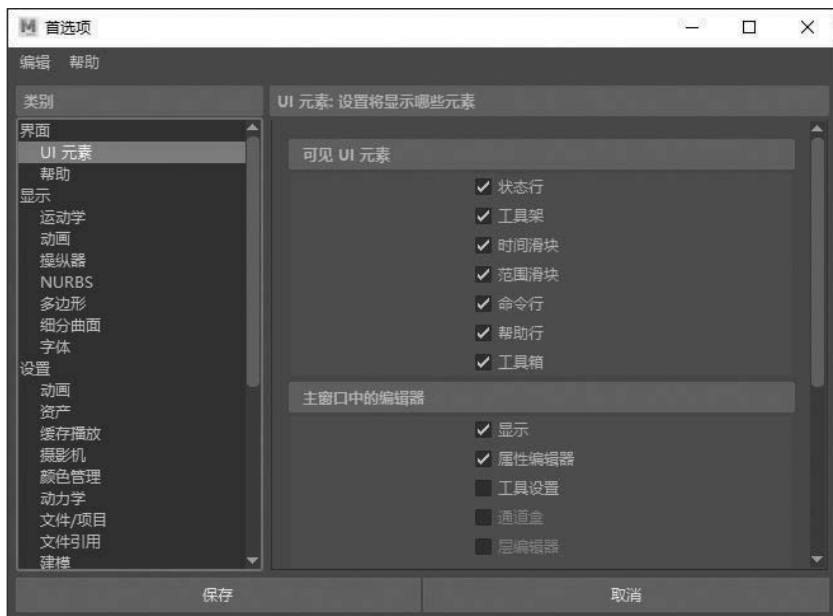 首选项
编辑 帮助
类别
界面
UI 元素
帮助
显示
运动学
动画
操纵器
NURBS
多边形
细分曲面
字体
设置
动画
资产
缓存播放
摄影机
颜色管理
动力学
文件/项目
文件引用
建模
UI 元素: 设置将显示哪些元素
可见 UI 元素
状态行
工具架
时间滑块
范围滑块
命令行
帮助行
工具箱
主窗口中的编辑器
显示
属性编辑器
工具设置
通道盒
层编辑器
保存
取消